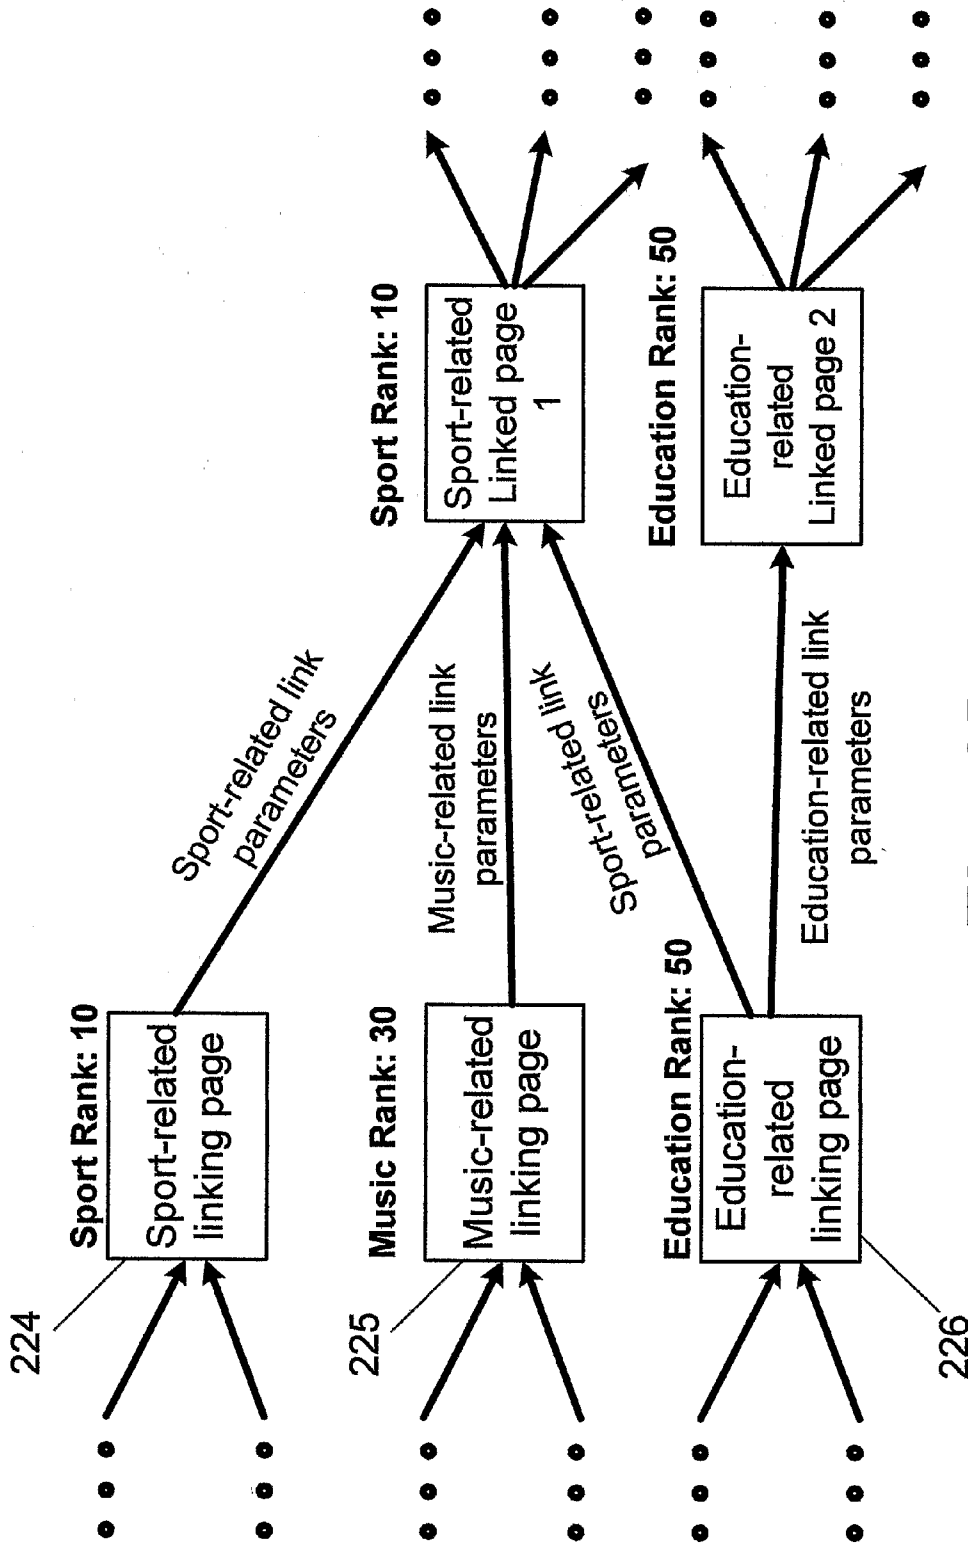 224
Sport Rank: 10
Sport-related
linking page
Sport-related link
parameters
Sport Rank: 10
Sport-related
Linked page
1
225
Music Rank: 30
Music-related
linking page
Music-related link
parameters
Sport-related link
parameters
226
Education Rank: 50
Education-
related
linking page
Education-related link
parameters
Education Rank: 50
Education-
related
Linked page 2